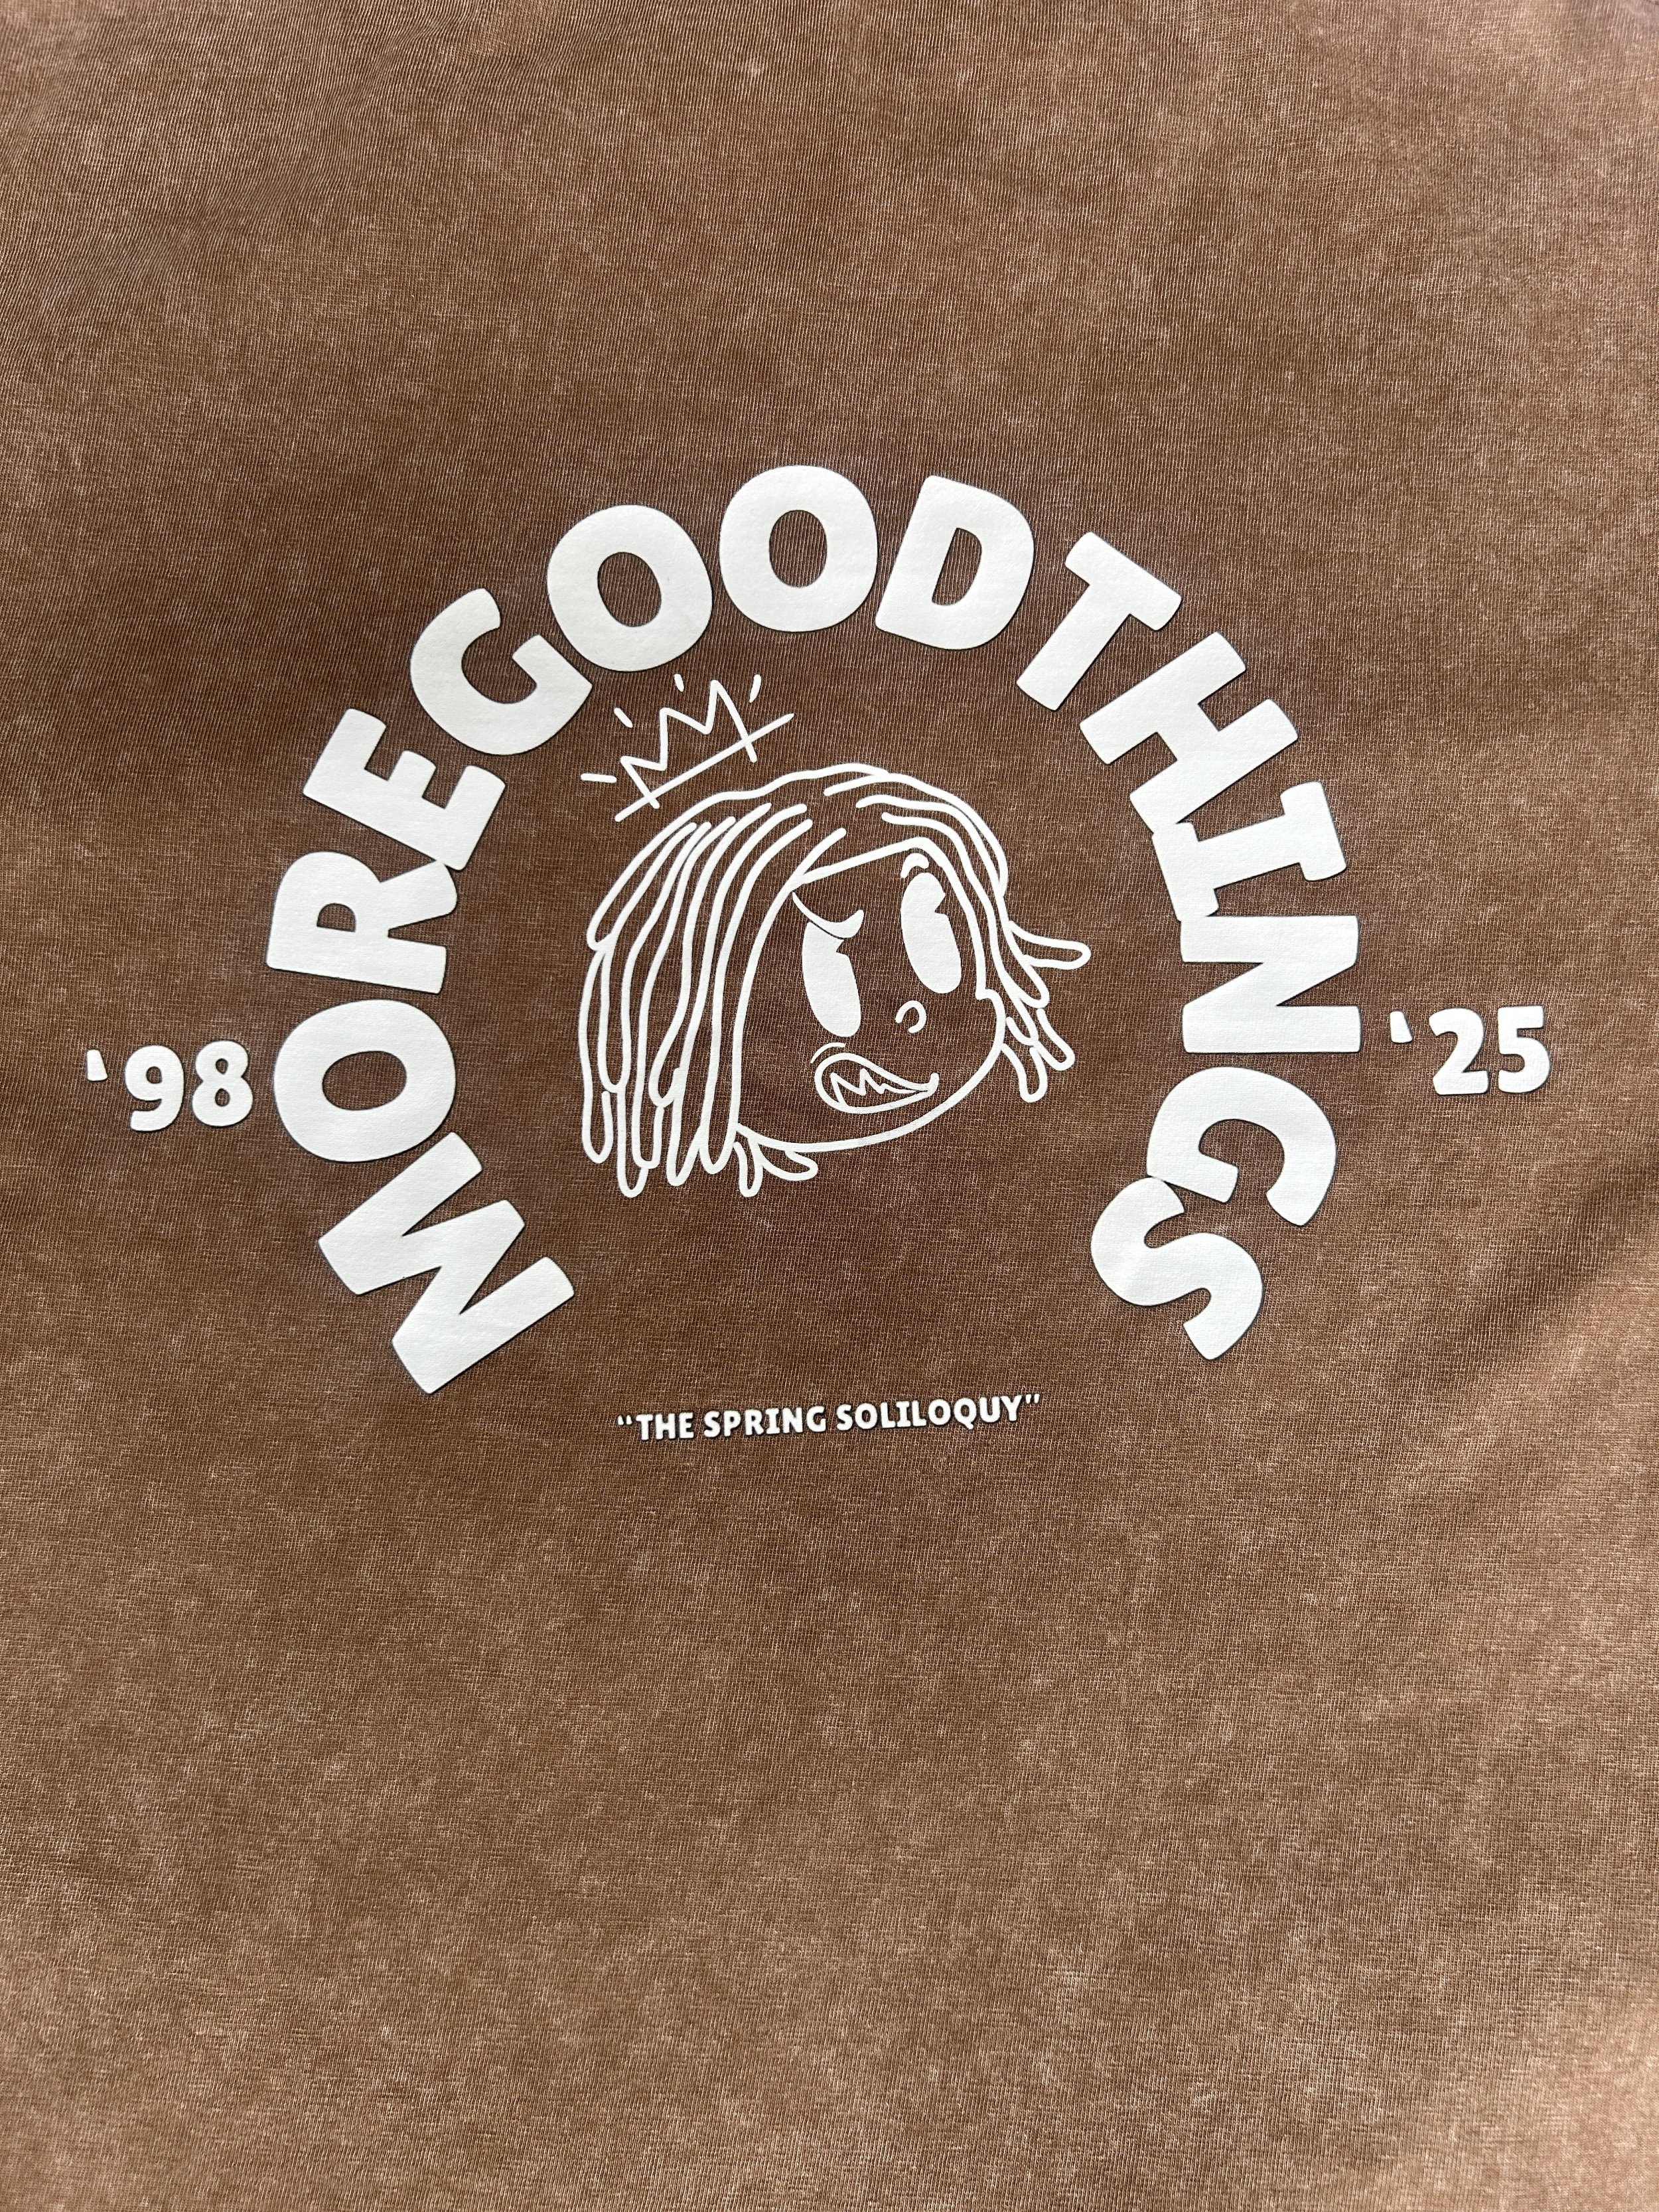 MOREGOODTHINGS
‘98
‘25
“THE SPRING SOLILOQUY”